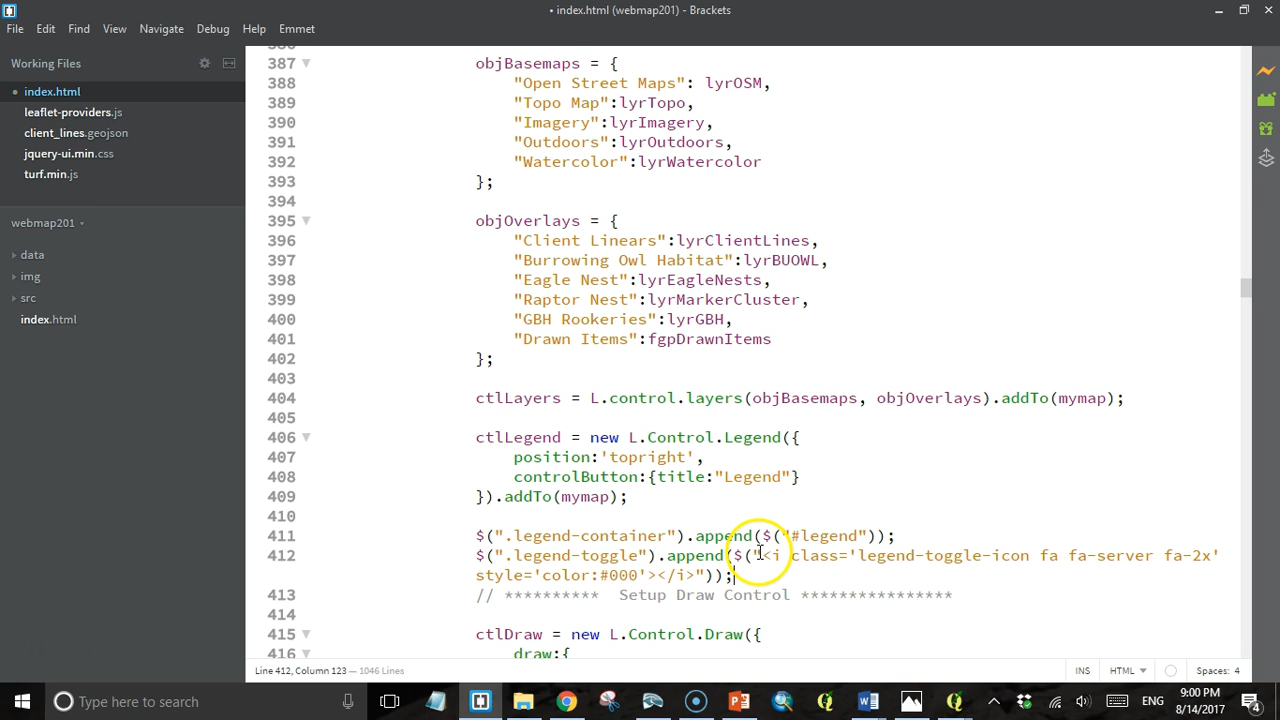 • index.html (webmap201) - Brackets
File Edit Find View Navigate Debug Help Emmet
Working Files
index.html
leaflet-providers.js
client_lines.geojson
jquery-ui.min.css
turf.min.js
webmap201
data
img
src
index.html
387 objBasemaps = {
388 "Open Street Maps": lyrOSM,
389 "Topo Map":lyrTopo,
390 "Imagery":lyrImagery,
391 "Outdoors":lyrOutdoors,
392 "Watercolor":lyrWatercolor
393 };
394
395 objOverlays = {
396 "Client Linears":lyrClientLines,
397 "Burrowing Owl Habitat":lyrBUOWL,
398 "Eagle Nest":lyrEagleNests,
399 "Raptor Nest":lyrMarkerCluster,
400 "GBH Rookeries":lyrGBH,
401 "Drawn Items":fgpDrawnItems
402 };
403
404 ctlLayers = L.control.layers(objBasemaps, objOverlays).addTo(mymap);
405
406 ctlLegend = new L.Control.Legend({
407 position:'topright',
408 controlButton:{title:"Legend"}
409 }).addTo(mymap);
410
411 $(".legend-container").append($("#legend"));
412 $(".legend-toggle").append($("<i class='legend-toggle-icon fa fa-server fa-2x'
style='color:#000'></i>"));
413 // ********** Setup Draw Control ****************
414
415 ctlDraw = new L.Control.Draw({
416 draw:{
Line 412, Column 123 — 1046 Lines
INS HTML Spaces: 4
Type here to search
ENG
9:00 PM
8/14/2017
4